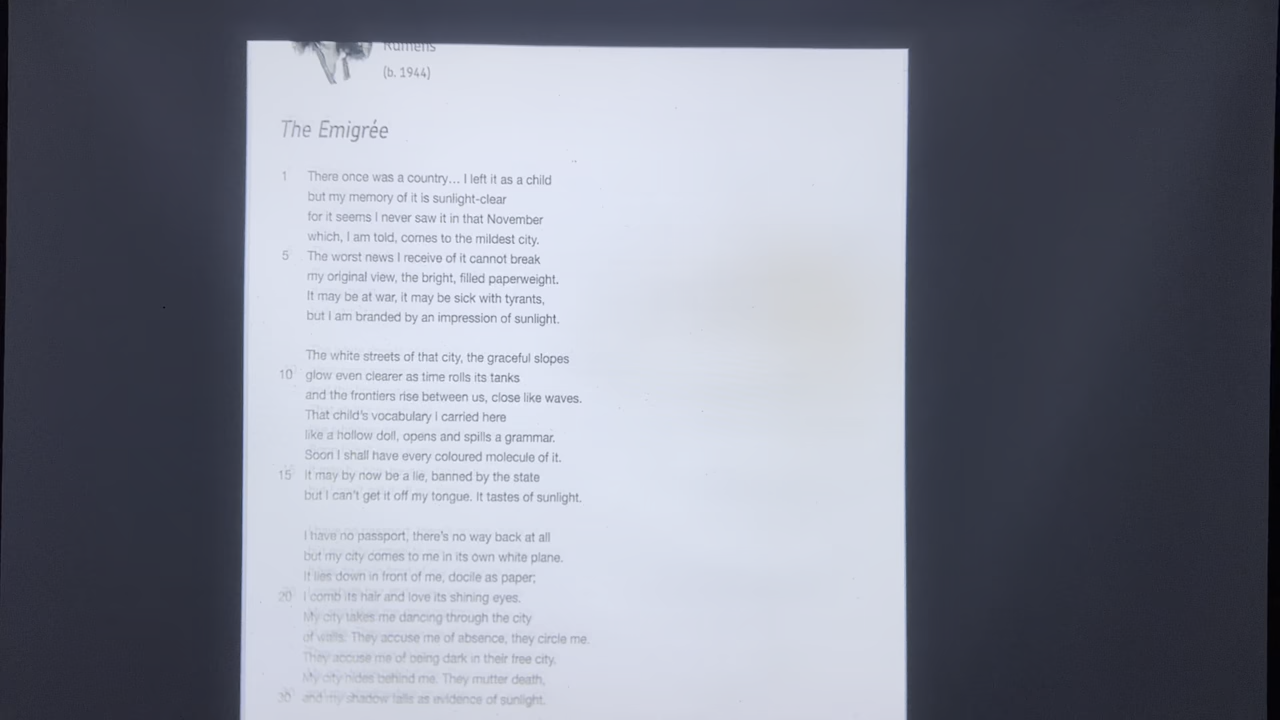 Rumens
(b. 1944)
The Emigrée
1 There once was a country... I left it as a child
but my memory of it is sunlight-clear
for it seems I never saw it in that November
which, I am told, comes to the mildest city.
5 The worst news I receive of it cannot break
my original view, the bright, filled paperweight.
It may be at war, it may be sick with tyrants,
but I am branded by an impression of sunlight.
The white streets of that city, the graceful slopes
10 glow even clearer as time rolls its tanks
and the frontiers rise between us, close like waves.
That child's vocabulary I carried here
like a hollow doll, opens and spills a grammar.
Soon I shall have every coloured molecule of it.
15 It may by now be a lie, banned by the state
but I can't get it off my tongue. It tastes of sunlight.
I have no passport, there's no way back at all
but my city comes to me in its own white plane.
It lies down in front of me, docile as paper;
20 I comb its hair and love its shining eyes.
My city takes me dancing through the city
of walls. They accuse me of absence, they circle me.
They accuse me of being dark in their free city.
My city hides behind me. They mutter death,
30 and my shadow falls as evidence of sunlight.